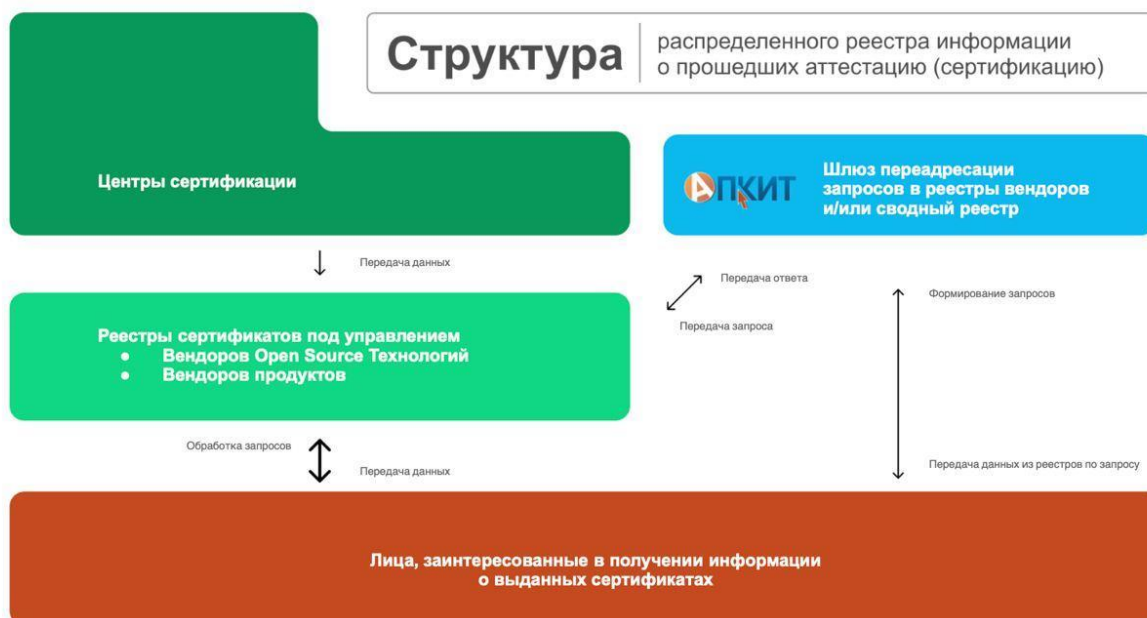 Структура
распределенного реестра информации
о прошедших аттестацию (сертификацию)
Центры сертификации
АПКИТ
Шлюз переадресации
запросов в реестры вендоров
и/или сводный реестр
Передача данных
Передача ответа
Передача запроса
Формирование запросов
Реестры сертификатов под управлением
● Вендоров Open Source Технологий
● Вендоров продуктов
Обработка запросов
Передача данных
Передача данных из реестров по запросу
Лица, заинтересованные в получении информации
о выданных сертификатах